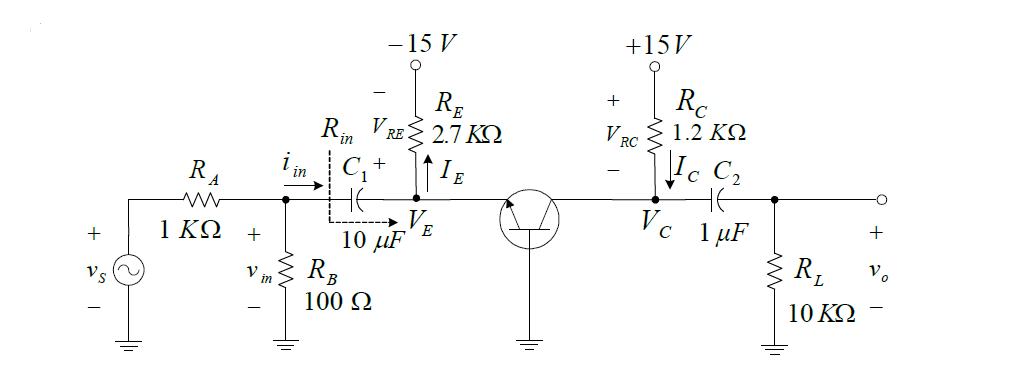 – 15 V
+15V
– R_E + R_C
R_in V_RE 2.7 KΩ V_RC 1.2 KΩ
R_A i_in C_1 + I_E – I_C C_2
1 KΩ 10 μF V_E V_C 1 μF
+ v_S – + v_in – R_B R_L + v_o –
100 Ω 10 KΩ